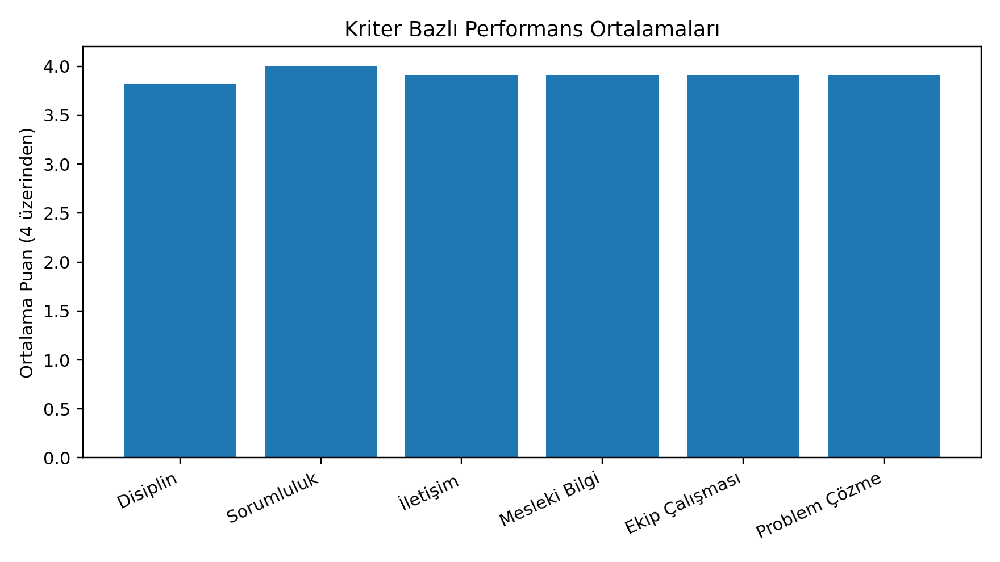 Kriter Bazlı Performans Ortalamaları
Ortalama Puan (4 üzerinden)
4.0
3.5
3.0
2.5
2.0
1.5
1.0
0.5
0.0
Disiplin
Sorumluluk
İletişim
Mesleki Bilgi
Ekip Çalışması
Problem Çözme